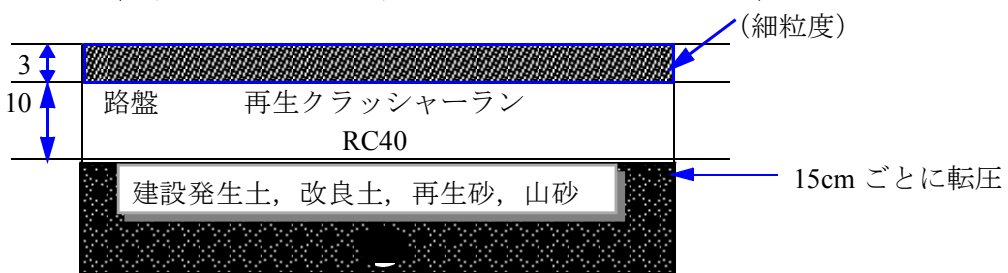 （細粒度）
3
10
路盤 再生クラッシャーラン
RC40
15cm ごとに転圧
建設発生土，改良土，再生砂，山砂